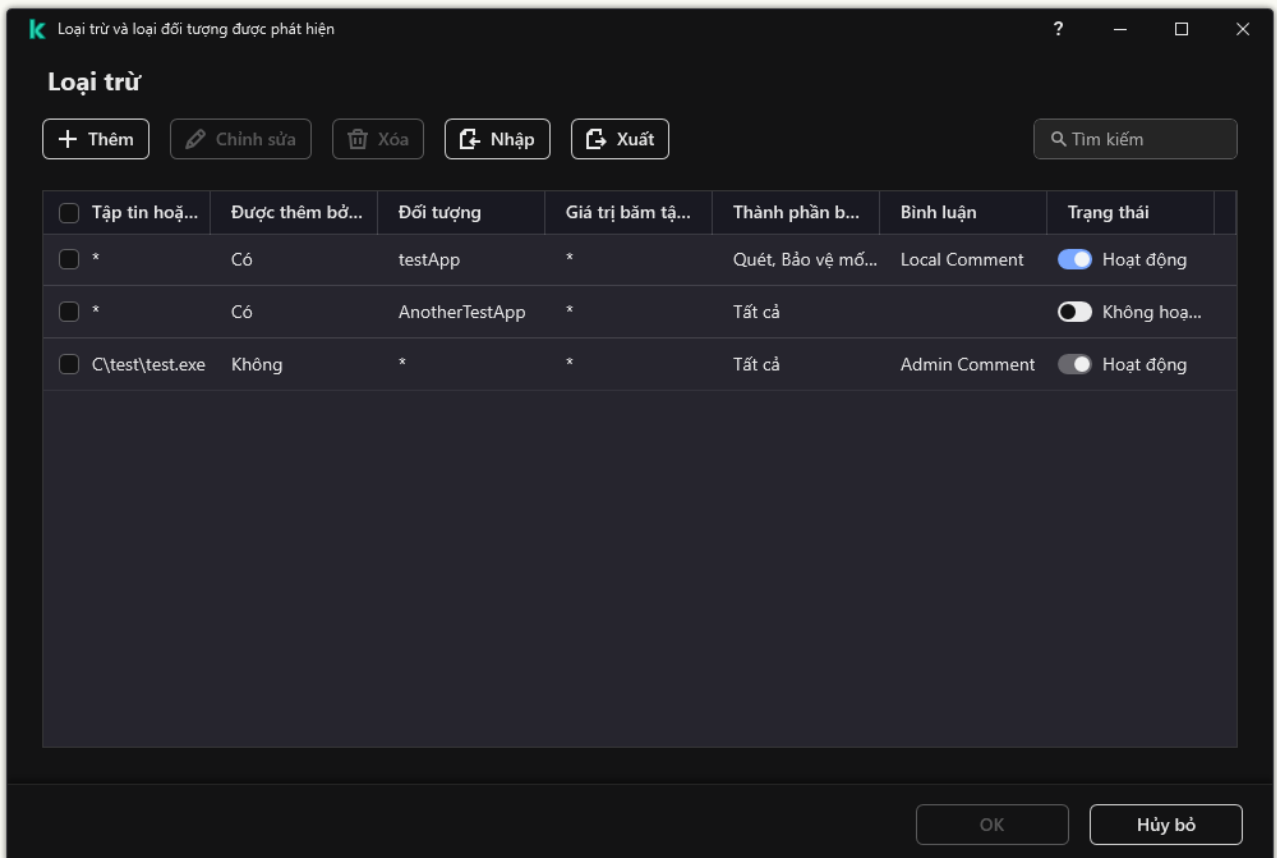 Loại trừ và loại đối tượng được phát hiện ?
Loại trừ
Thêm Chỉnh sửa Xóa Nhập Xuất Tìm kiếm
Tập tin hoặ... Được thêm bở... Đối tượng Giá trị băm tậ... Thành phần b... Bình luận Trạng thái
* Có testApp * Quét, Bảo vệ mố... Local Comment Hoạt động
* Có AnotherTestApp * Tất cả Không hoạ...
C\test\test.exe Không * * Tất cả Admin Comment Hoạt động
OK Hủy bỏ